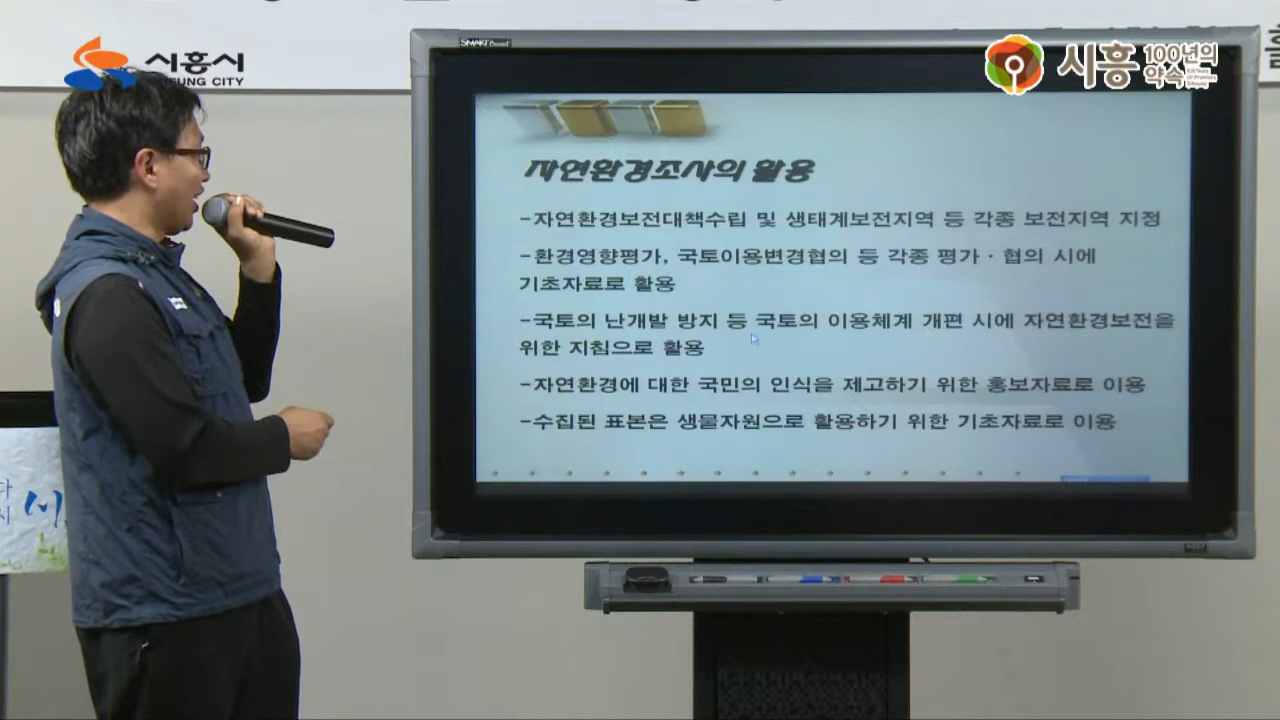 시흥시
SMART Board
시흥 100년의
약속
자연환경조사의 활용
-자연환경보전대책수립 및 생태계보전지역 등 각종 보전지역 지정
-환경영향평가, 국토이용변경협의 등 각종 평가 · 협의 시에
기초자료로 활용
-국토의 난개발 방지 등 국토의 이용체계 개편 시에 자연환경보전을
위한 지침으로 활용
-자연환경에 대한 국민의 인식을 제고하기 위한 홍보자료로 이용
-수집된 표본은 생물자원으로 활용하기 위한 기초자료로 이용